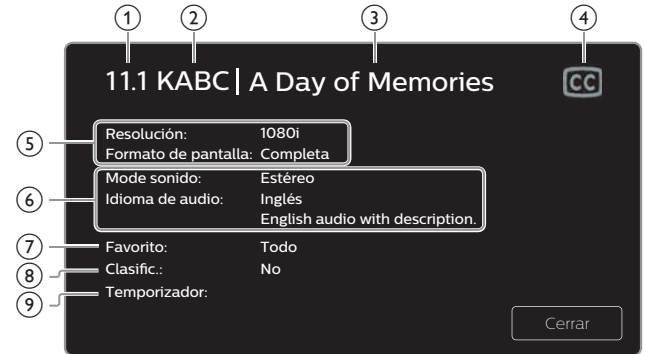 1 2 3 4
11.1 KABC | A Day of Memories CC
5 Resolución: 1080i
Formato de pantalla: Completa
6 Mode sonido: Estéreo
Idioma de audio: Inglés
English audio with description.
7 Favorito: Todo
8 Clasific.: No
9 Temporizador:
Cerrar